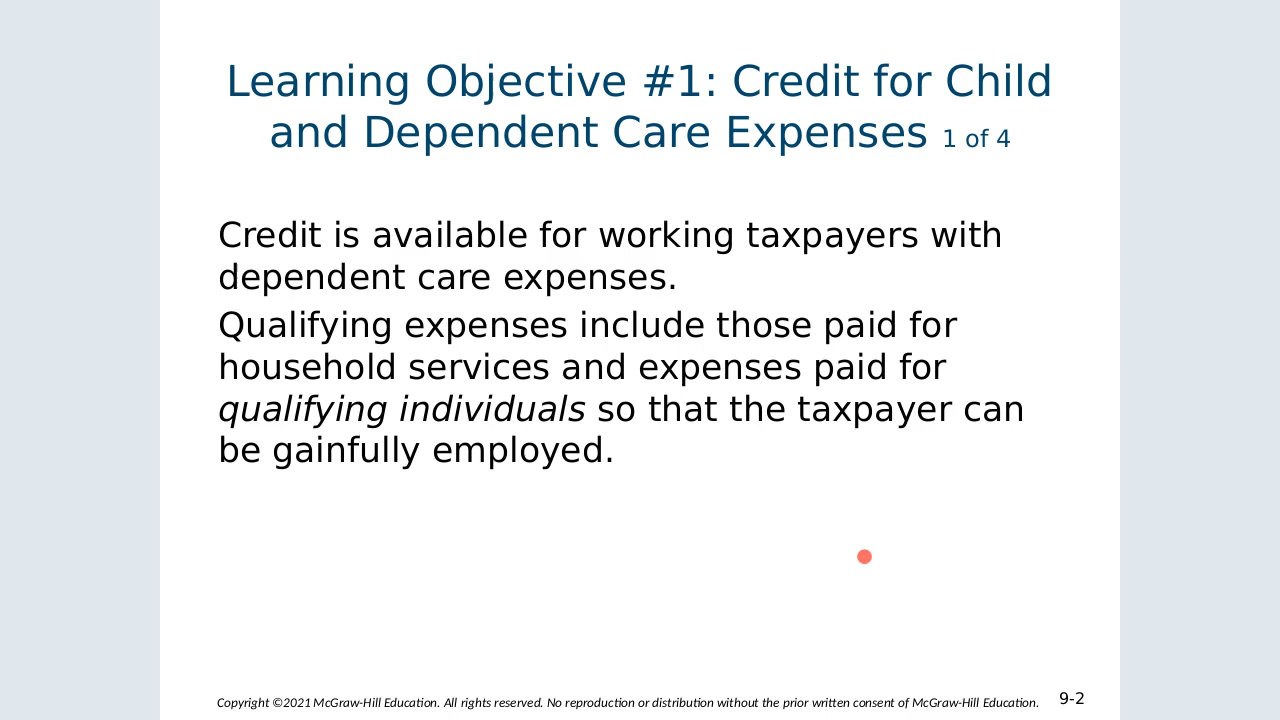 Learning Objective #1: Credit for Child
and Dependent Care Expenses 1 of 4
Credit is available for working taxpayers with
dependent care expenses.
Qualifying expenses include those paid for
household services and expenses paid for
qualifying individuals so that the taxpayer can
be gainfully employed.
Copyright ©2021 McGraw-Hill Education. All rights reserved. No reproduction or distribution without the prior written consent of McGraw-Hill Education.
9-2